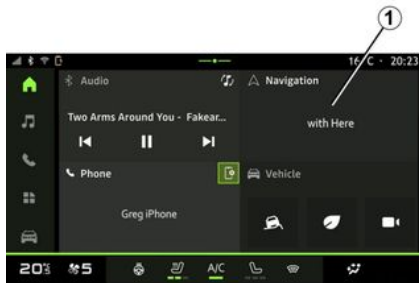 1
16°C · 20:23
Audio
Navigation
Two Arms Around You - Fakear...
with Here
Phone
Vehicle
Greg iPhone
20°5 5 A/C